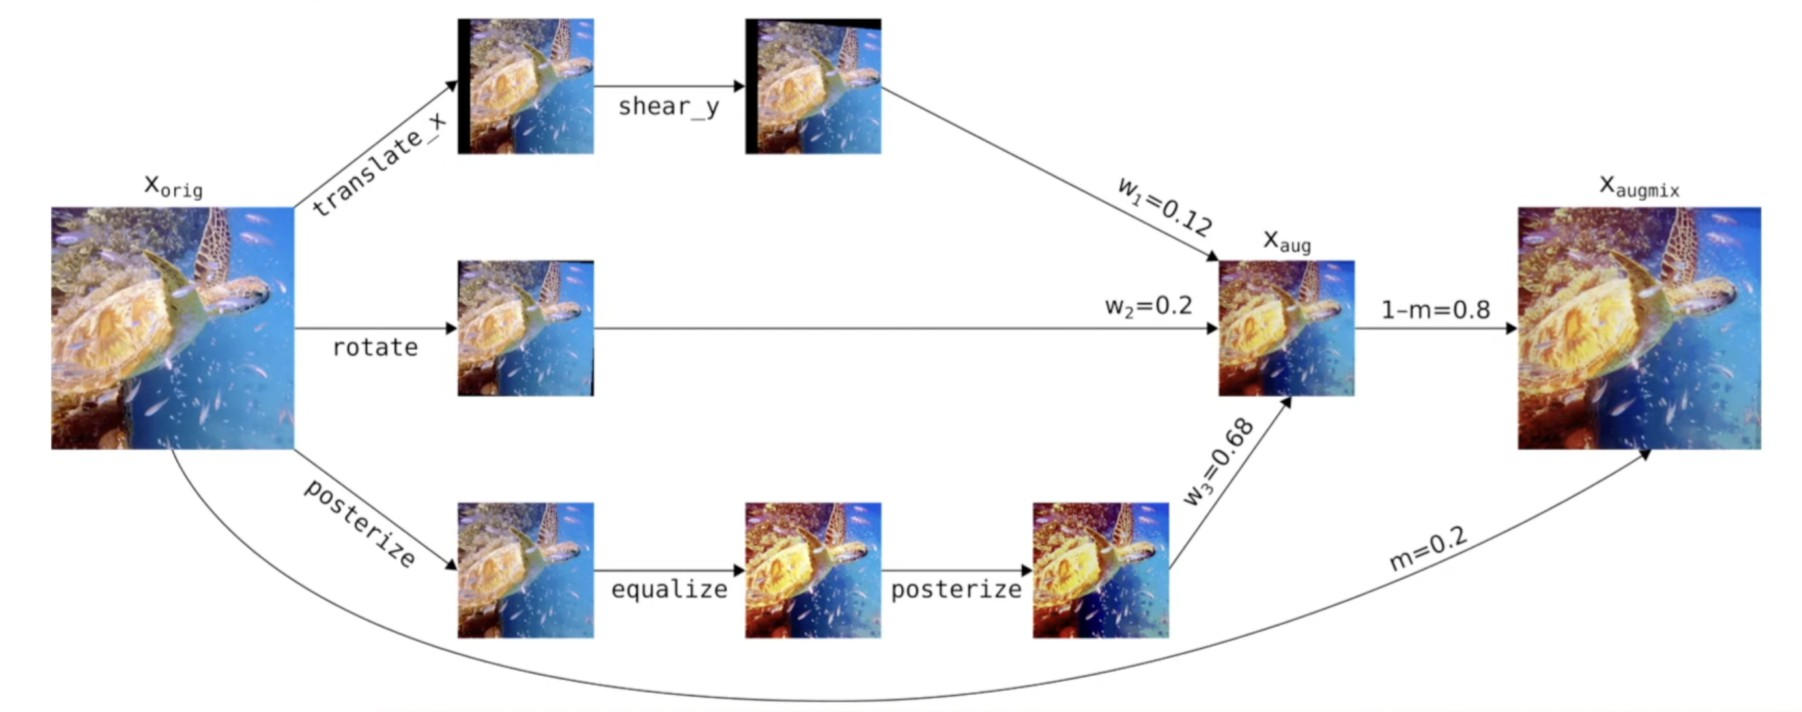 translate_x
shear_y
x_orig
w₁=0.12
x_aug
x_augmix
rotate
w₂=0.2
1–m=0.8
posterize
equalize
posterize
w₃=0.68
m=0.2